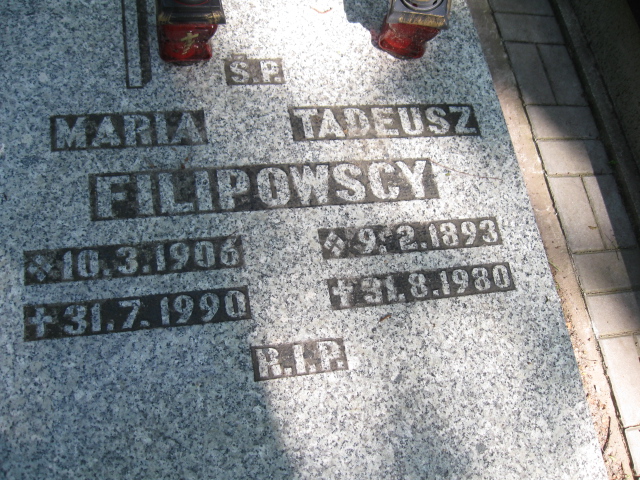 Ś.P.
MARIA TADEUSZ
FILIPOWSCY
10.3.1906 9.2.1893
31.7.1990 31.8.1980
R.I.P.